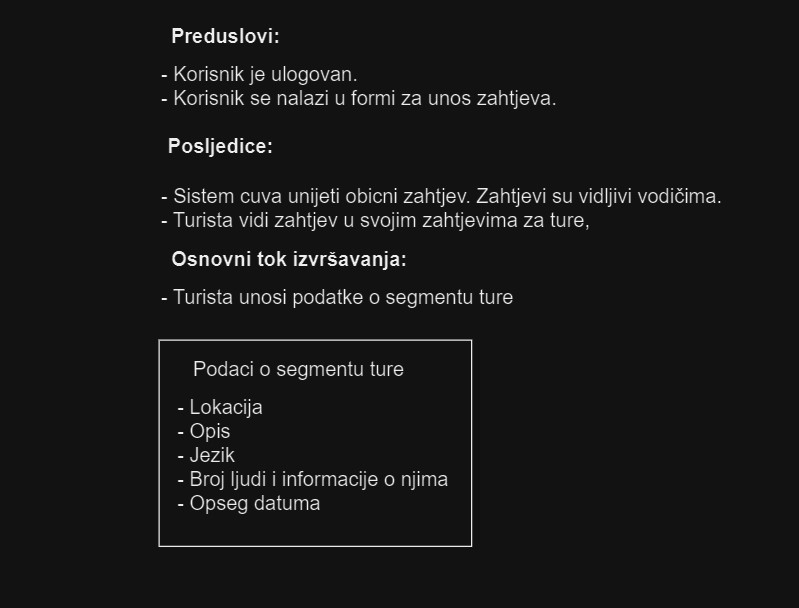 Preduslovi:
- Korisnik je ulogovan.
- Korisnik se nalazi u formi za unos zahtjeva.
Posljedice:
- Sistem cuva unijeti obicni zahtjev. Zahtjevi su vidljivi vodičima.
- Turista vidi zahtjev u svojim zahtjevima za ture,
Osnovni tok izvršavanja:
- Turista unosi podatke o segmentu ture
Podaci o segmentu ture
- Lokacija
- Opis
- Jezik
- Broj ljudi i informacije o njima
- Opseg datuma